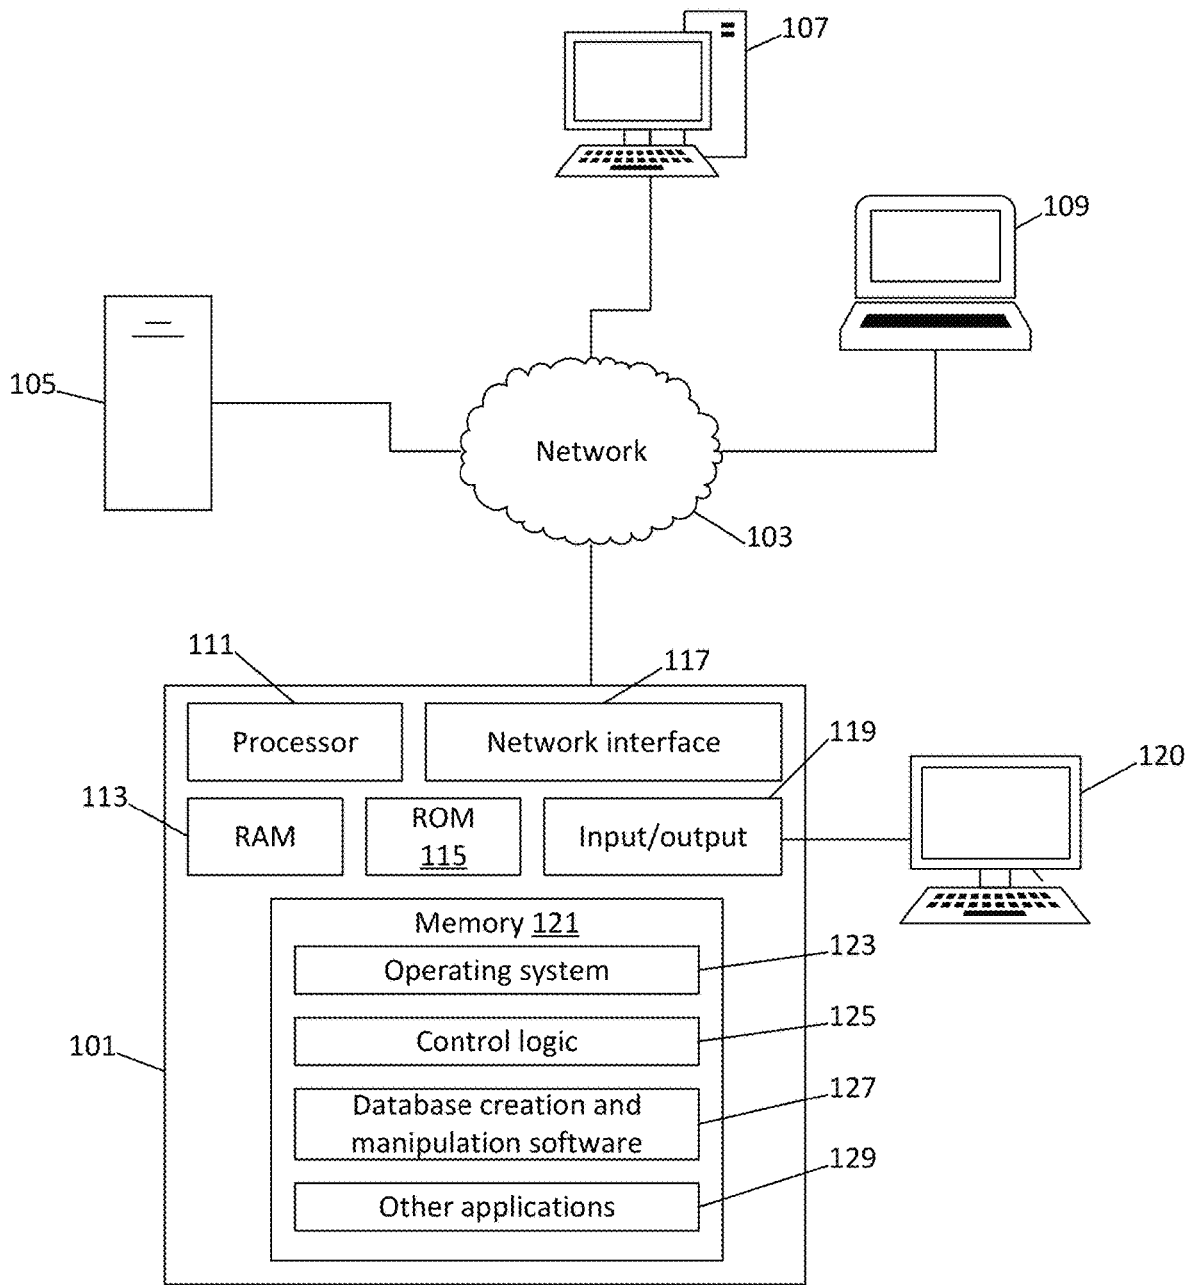 107
109
105
Network
103
111
117
Processor
Network interface
119
120
113
RAM
ROM
115
Input/output
Memory 121
Operating system
123
Control logic
125
101
Database creation and
manipulation software
127
Other applications
129